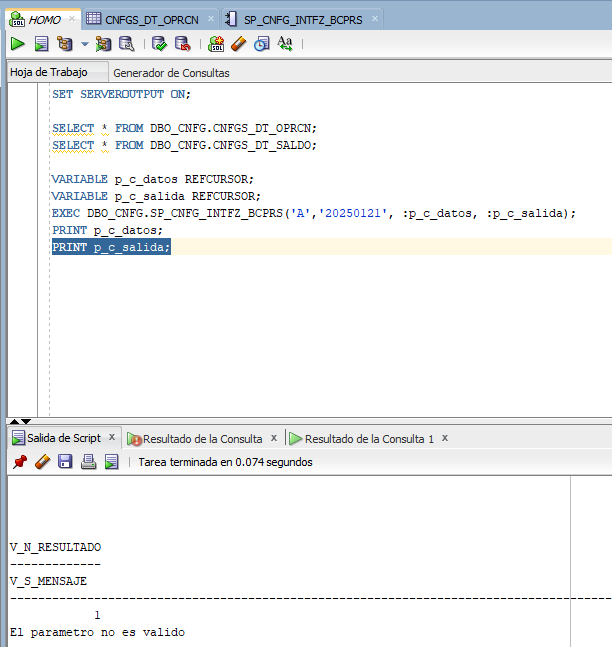 SQL HOMO × CNFGS_DT_OPRCN × SP_CNFG_INTFZ_BCPRS ×
SQL Aa
Hoja de Trabajo Generador de Consultas
SET SERVEROUTPUT ON;
SELECT * FROM DBO_CNFG.CNFGS_DT_OPRCN;
SELECT * FROM DBO_CNFG.CNFGS_DT_SALDO;
VARIABLE p_c_datos REFCURSOR;
VARIABLE p_c_salida REFCURSOR;
EXEC DBO_CNFG.SP_CNFG_INTFZ_BCPRS('A','20250121', :p_c_datos, :p_c_salida);
PRINT p_c_datos;
PRINT p_c_salida;
Salida de Script x Resultado de la Consulta x Resultado de la Consulta 1 x
Tarea terminada en 0.074 segundos
V_N_RESULTADO
-------------
V_S_MENSAJE
--------------------------------------------------------------------------------------
1
El parametro no es valido